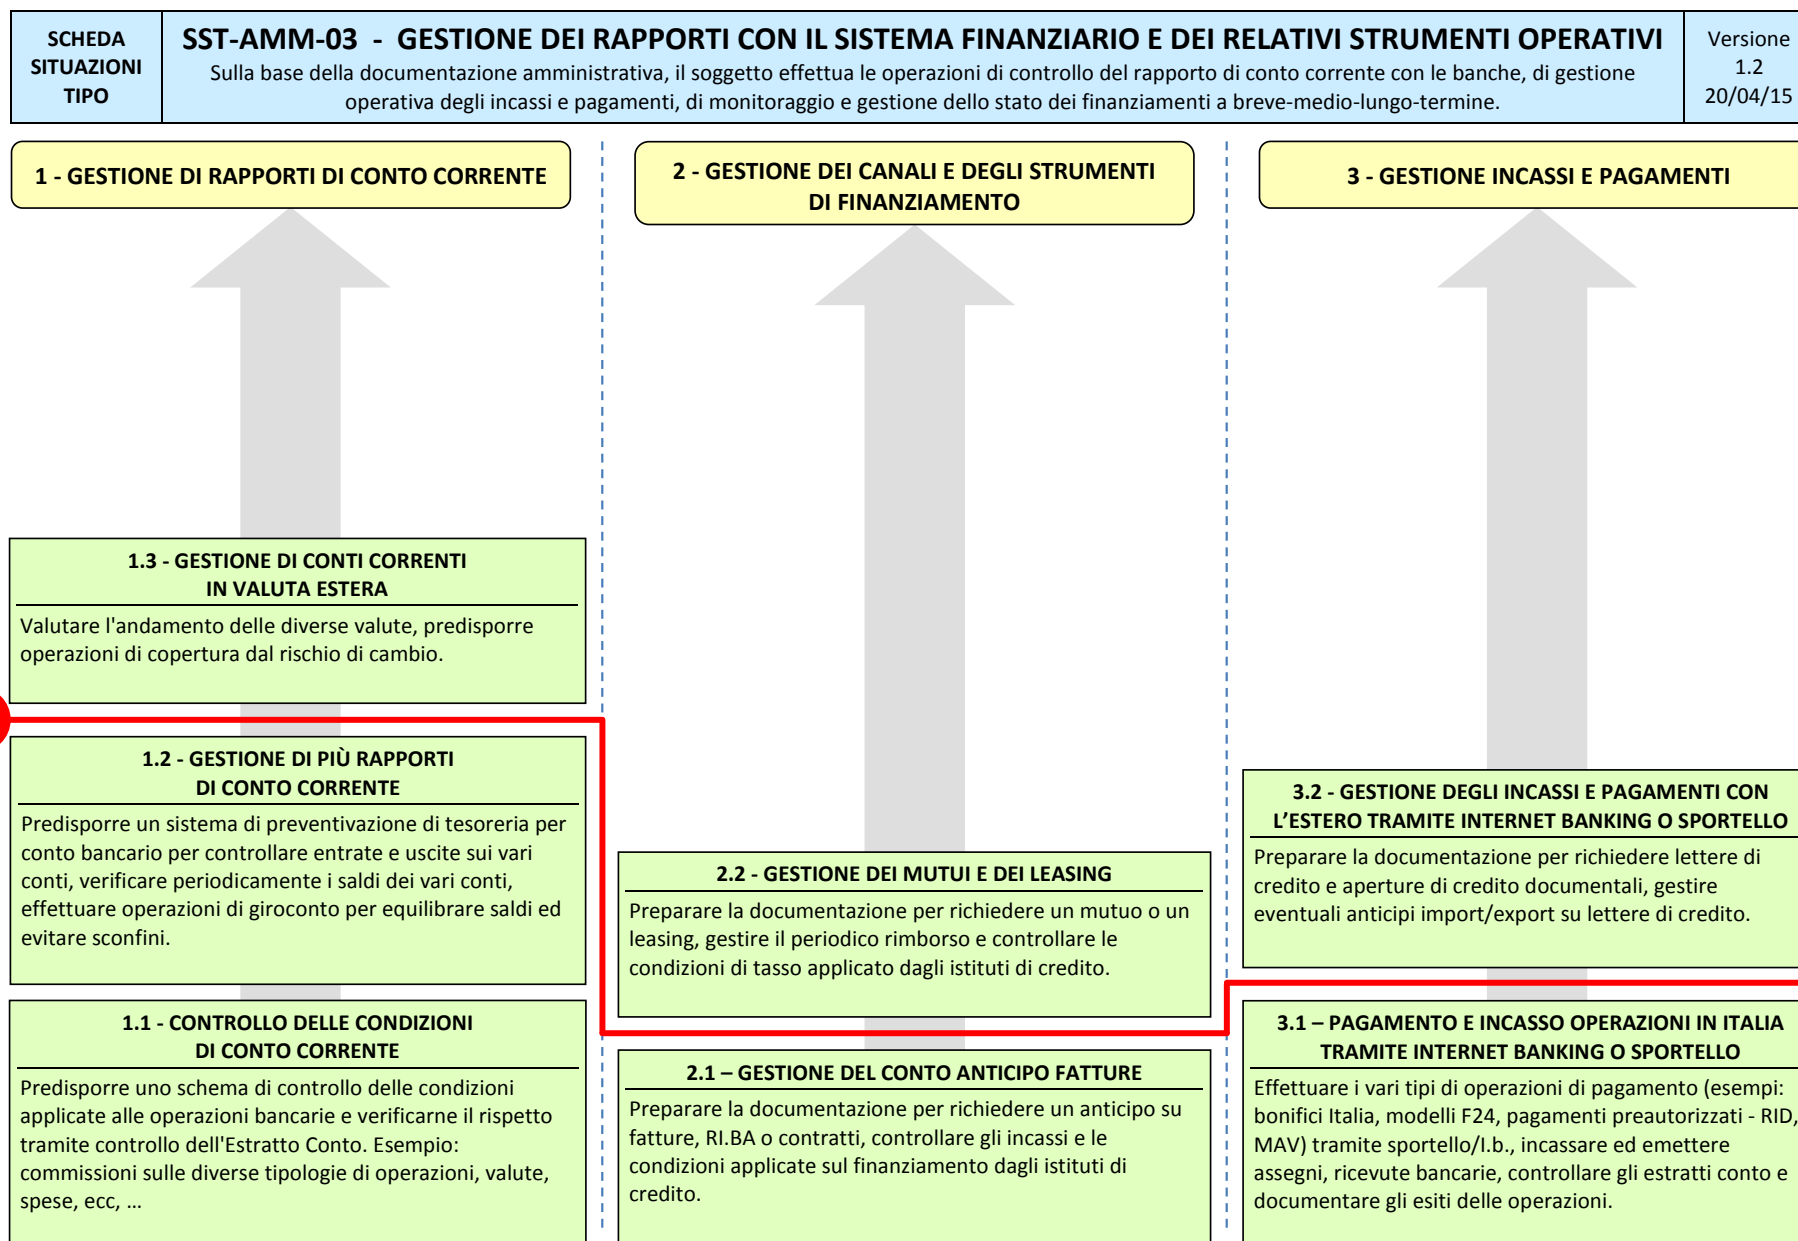 SCHEDA
SITUAZIONI
TIPO
SST-AMM-03 - GESTIONE DEI RAPPORTI CON IL SISTEMA FINANZIARIO E DEI RELATIVI STRUMENTI OPERATIVI
Sulla base della documentazione amministrativa, il soggetto effettua le operazioni di controllo del rapporto di conto corrente con le banche, di gestione
operativa degli incassi e pagamenti, di monitoraggio e gestione dello stato dei finanziamenti a breve-medio-lungo-termine.
Versione
1.2
20/04/15
1 - GESTIONE DI RAPPORTI DI CONTO CORRENTE
1.3 - GESTIONE DI CONTI CORRENTI
IN VALUTA ESTERA
Valutare l'andamento delle diverse valute, predisporre
operazioni di copertura dal rischio di cambio.
1.2 - GESTIONE DI PIÙ RAPPORTI
DI CONTO CORRENTE
Predisporre un sistema di preventivazione di tesoreria per
conto bancario per controllare entrate e uscite sui vari
conti, verificare periodicamente i saldi dei vari conti,
effettuare operazioni di giroconto per equilibrare saldi ed
evitare sconfini.
1.1 - CONTROLLO DELLE CONDIZIONI
DI CONTO CORRENTE
Predisporre uno schema di controllo delle condizioni
applicate alle operazioni bancarie e verificarne il rispetto
tramite controllo dell'Estratto Conto. Esempio:
commissioni sulle diverse tipologie di operazioni, valute,
spese, ecc, …
2 - GESTIONE DEI CANALI E DEGLI STRUMENTI
DI FINANZIAMENTO
2.2 - GESTIONE DEI MUTUI E DEI LEASING
Preparare la documentazione per richiedere un mutuo o un
leasing, gestire il periodico rimborso e controllare le
condizioni di tasso applicato dagli istituti di credito.
2.1 – GESTIONE DEL CONTO ANTICIPO FATTURE
Preparare la documentazione per richiedere un anticipo su
fatture, RI.BA o contratti, controllare gli incassi e le
condizioni applicate sul finanziamento dagli istituti di
credito.
3 - GESTIONE INCASSI E PAGAMENTI
3.2 - GESTIONE DEGLI INCASSI E PAGAMENTI CON
L’ESTERO TRAMITE INTERNET BANKING O SPORTELLO
Preparare la documentazione per richiedere lettere di
credito e aperture di credito documentali, gestire
eventuali anticipi import/export su lettere di credito.
3.1 – PAGAMENTO E INCASSO OPERAZIONI IN ITALIA
TRAMITE INTERNET BANKING O SPORTELLO
Effettuare i vari tipi di operazioni di pagamento (esempi:
bonifici Italia, modelli F24, pagamenti preautorizzati - RID,
MAV) tramite sportello/I.b., incassare ed emettere
assegni, ricevute bancarie, controllare gli estratti conto e
documentare gli esiti delle operazioni.